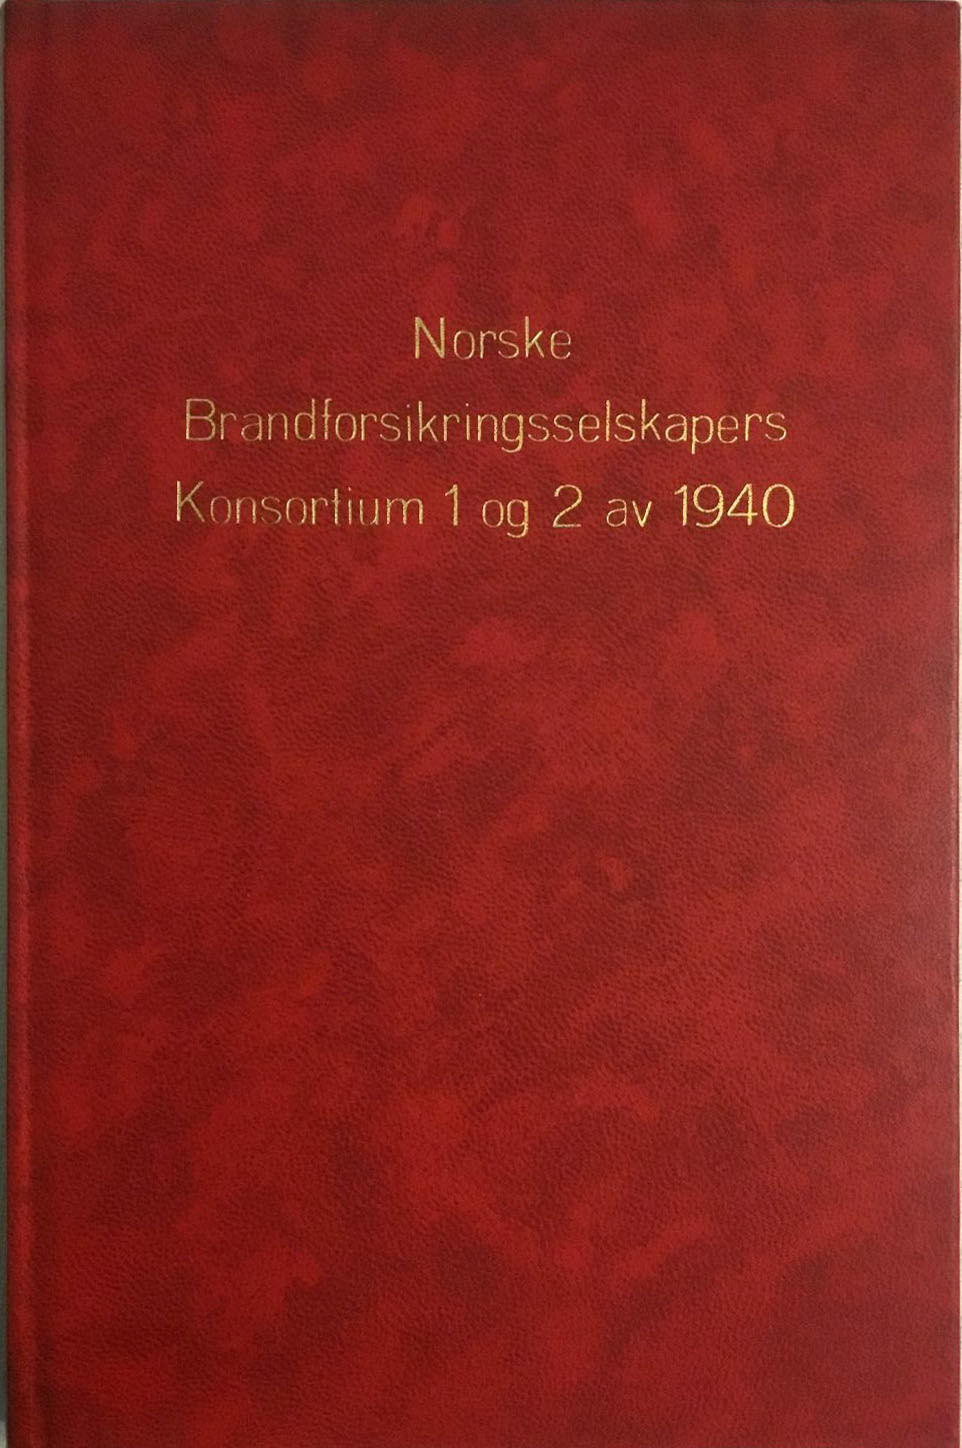 Norske
Brandforsikringsselskapers
Konsortium 1 og 2 av 1940